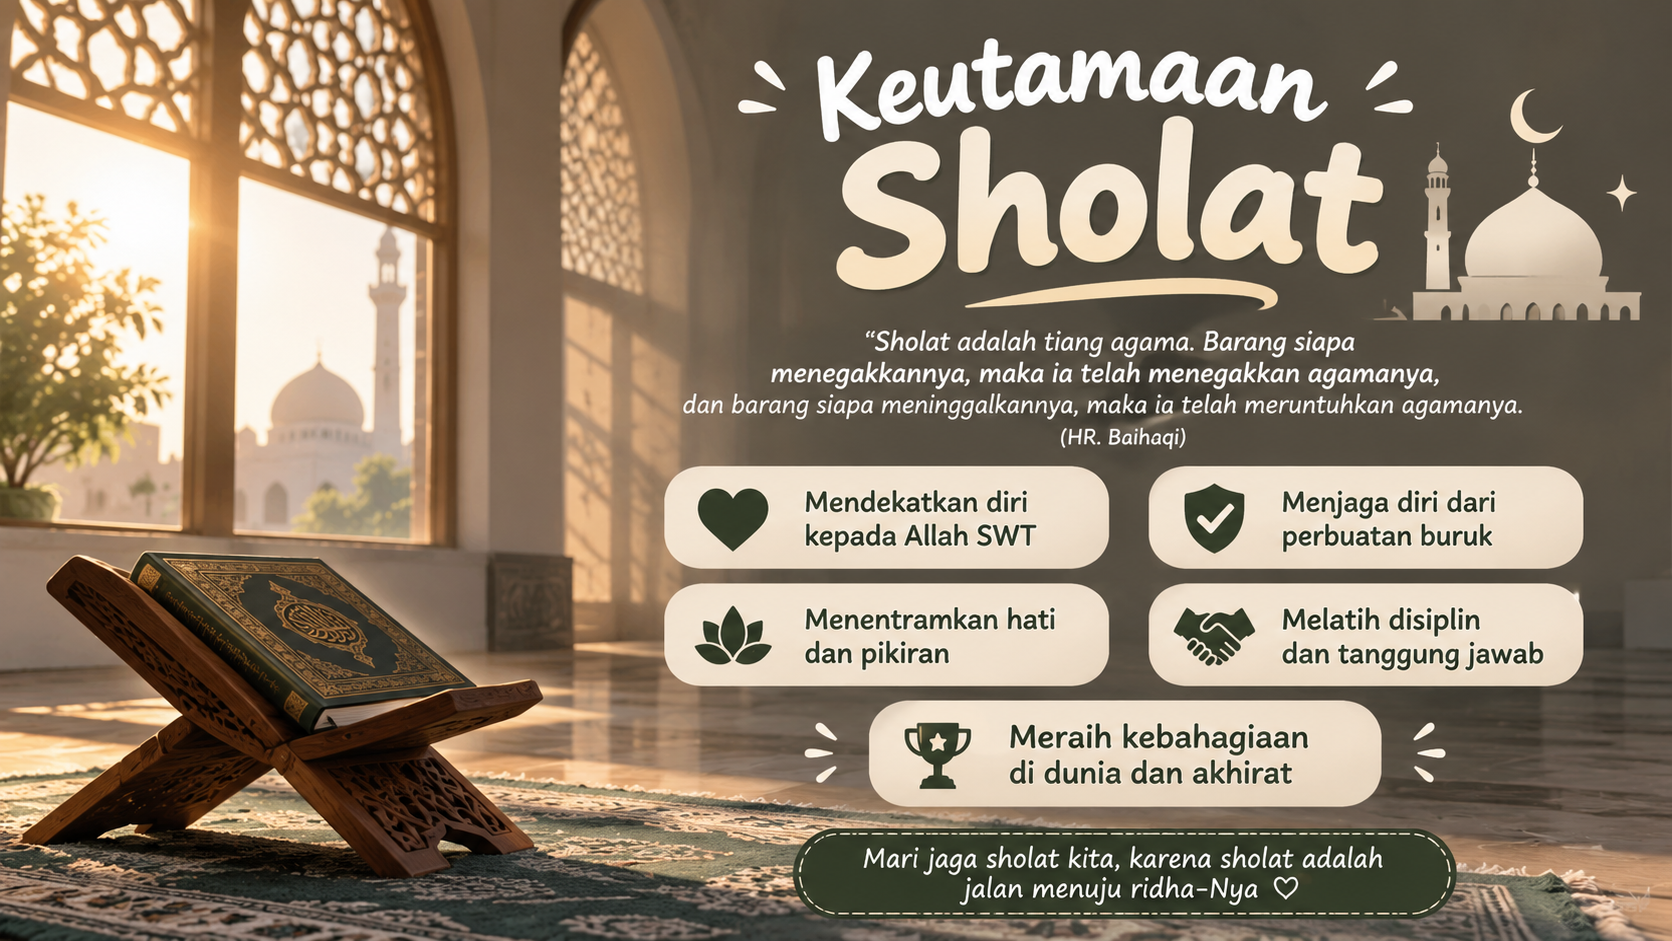 Keutamaan
Sholat
“Sholat adalah tiang agama. Barang siapa
menegakkannya, maka ia telah menegakkan agamanya,
dan barang siapa meninggalkannya, maka ia telah meruntuhkan agamanya.
(HR. Baihaqi)
Mendekatkan diri
kepada Allah SWT
Menjaga diri dari
perbuatan buruk
Menentramkan hati
dan pikiran
Melatih disiplin
dan tanggung jawab
Meraih kebahagiaan
di dunia dan akhirat
Mari jaga sholat kita, karena sholat adalah
jalan menuju ridha-Nya ♡